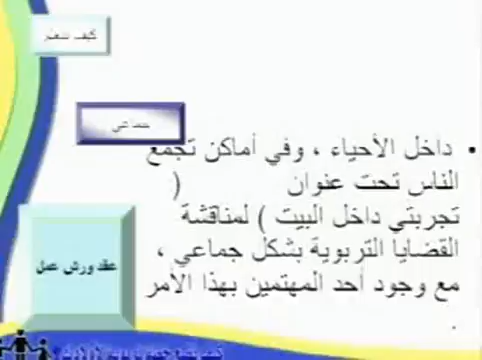 كيف نتعلم
جماعي
• داخل الأحياء ، وفي أماكن تجمع
الناس تحت عنوان (
تجربتي داخل البيت ) لمناقشة
القضايا التربوية بشكل جماعي ،
مع وجود أحد المهتمين بهذا الأمر
.
عقد ورش عمل